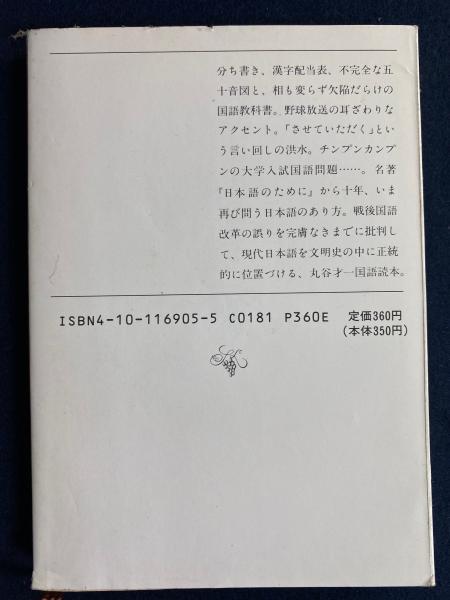 分ち書き、漢字配当表、不完全な五
十音図と、相も変らず欠陥だらけの
国語教科書。野球放送の耳ざわりな
アクセント。「させていただく」とい
う言い回しの洪水。チンプンカンプ
ンの大学入試国語問題……。名著
『日本語のために』から十年、いま
再び問う日本語のあり方。戦後国語
改革の誤りを完膚なきまでに批判し
て、現代日本語を文明史の中に正統
的に位置づける、丸谷才一国語読本。
ISBN4-10-116905-5 C0181 P360E 定価360円
(本体350円)